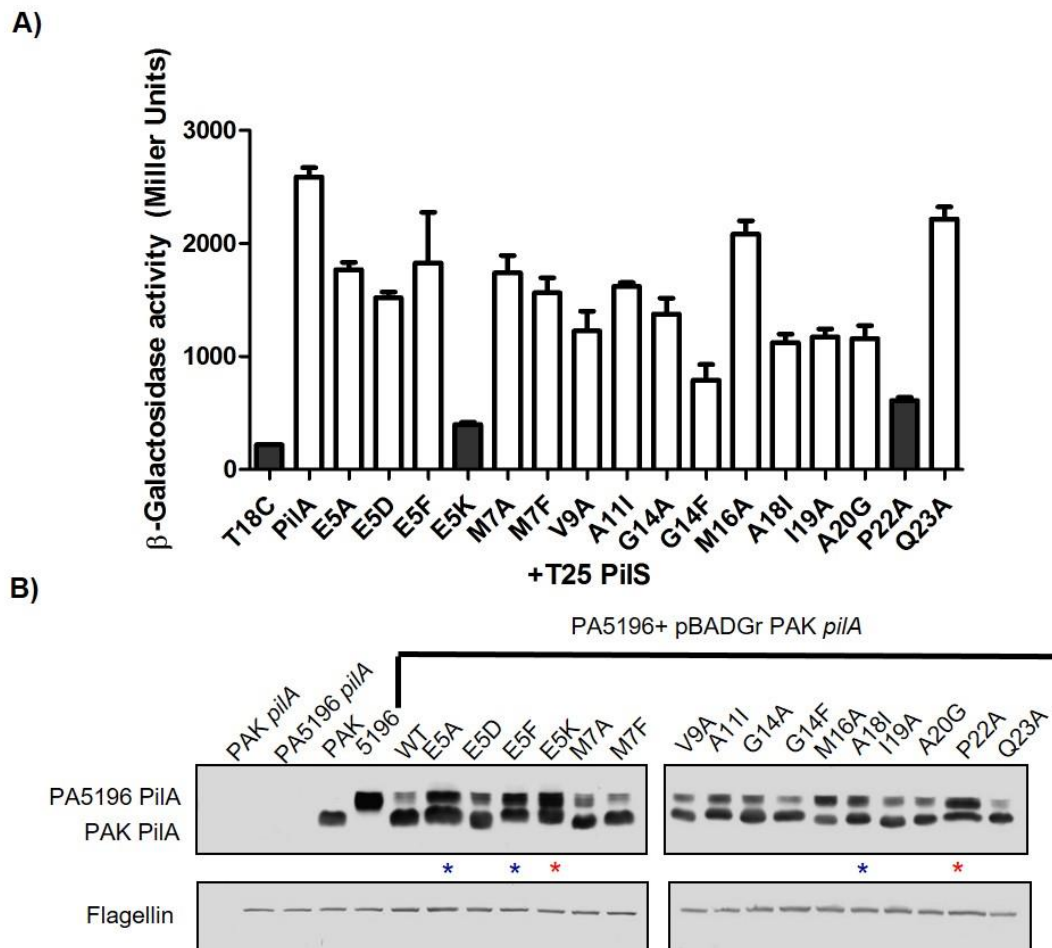 A)
β-Galactosidase activity (Miller Units)
3000
2000
1000
0
T18C PilA E5A E5D E5F E5K M7A M7F V9A A11I G14A G14F M16A A18I I19A A20G P22A Q23A
+T25 PilS
B)
PA5196+ pBADGr PAK pilA
PAK pilA PA5196 pilA PAK 5196 WT E5A E5D E5F E5K M7A M7F V9A A11I G14A G14F M16A A18I I19A A20G P22A Q23A
PA5196 PilA
PAK PilA
* * * * *
Flagellin